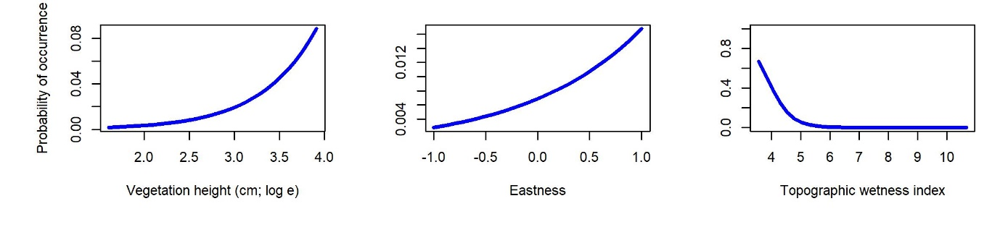 Probability of occurrence
0.00 0.04 0.08
2.0 2.5 3.0 3.5 4.0
Vegetation height (cm; log e)
0.004 0.012
-1.0 -0.5 0.0 0.5 1.0
Eastness
0.0 0.4 0.8
4 5 6 7 8 9 10
Topographic wetness index